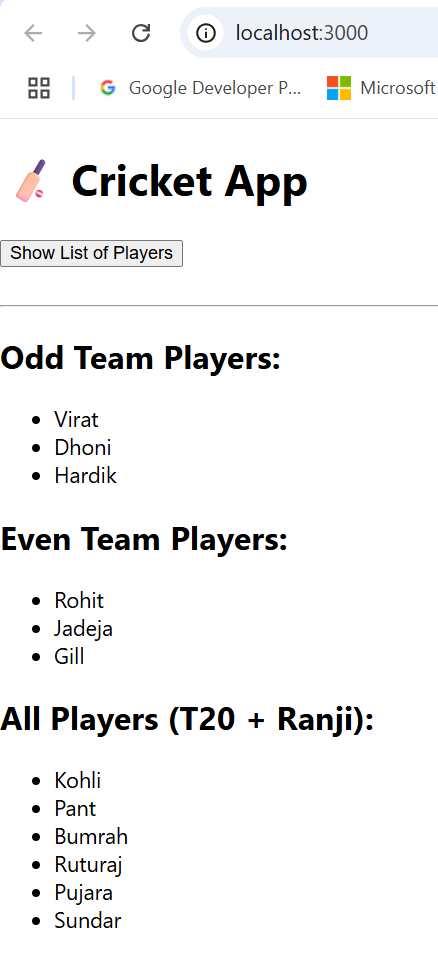 localhost:3000
Google Developer P... Microsoft
Cricket App
Show List of Players
Odd Team Players:
• Virat
• Dhoni
• Hardik
Even Team Players:
• Rohit
• Jadeja
• Gill
All Players (T20 + Ranji):
• Kohli
• Pant
• Bumrah
• Ruturaj
• Pujara
• Sundar